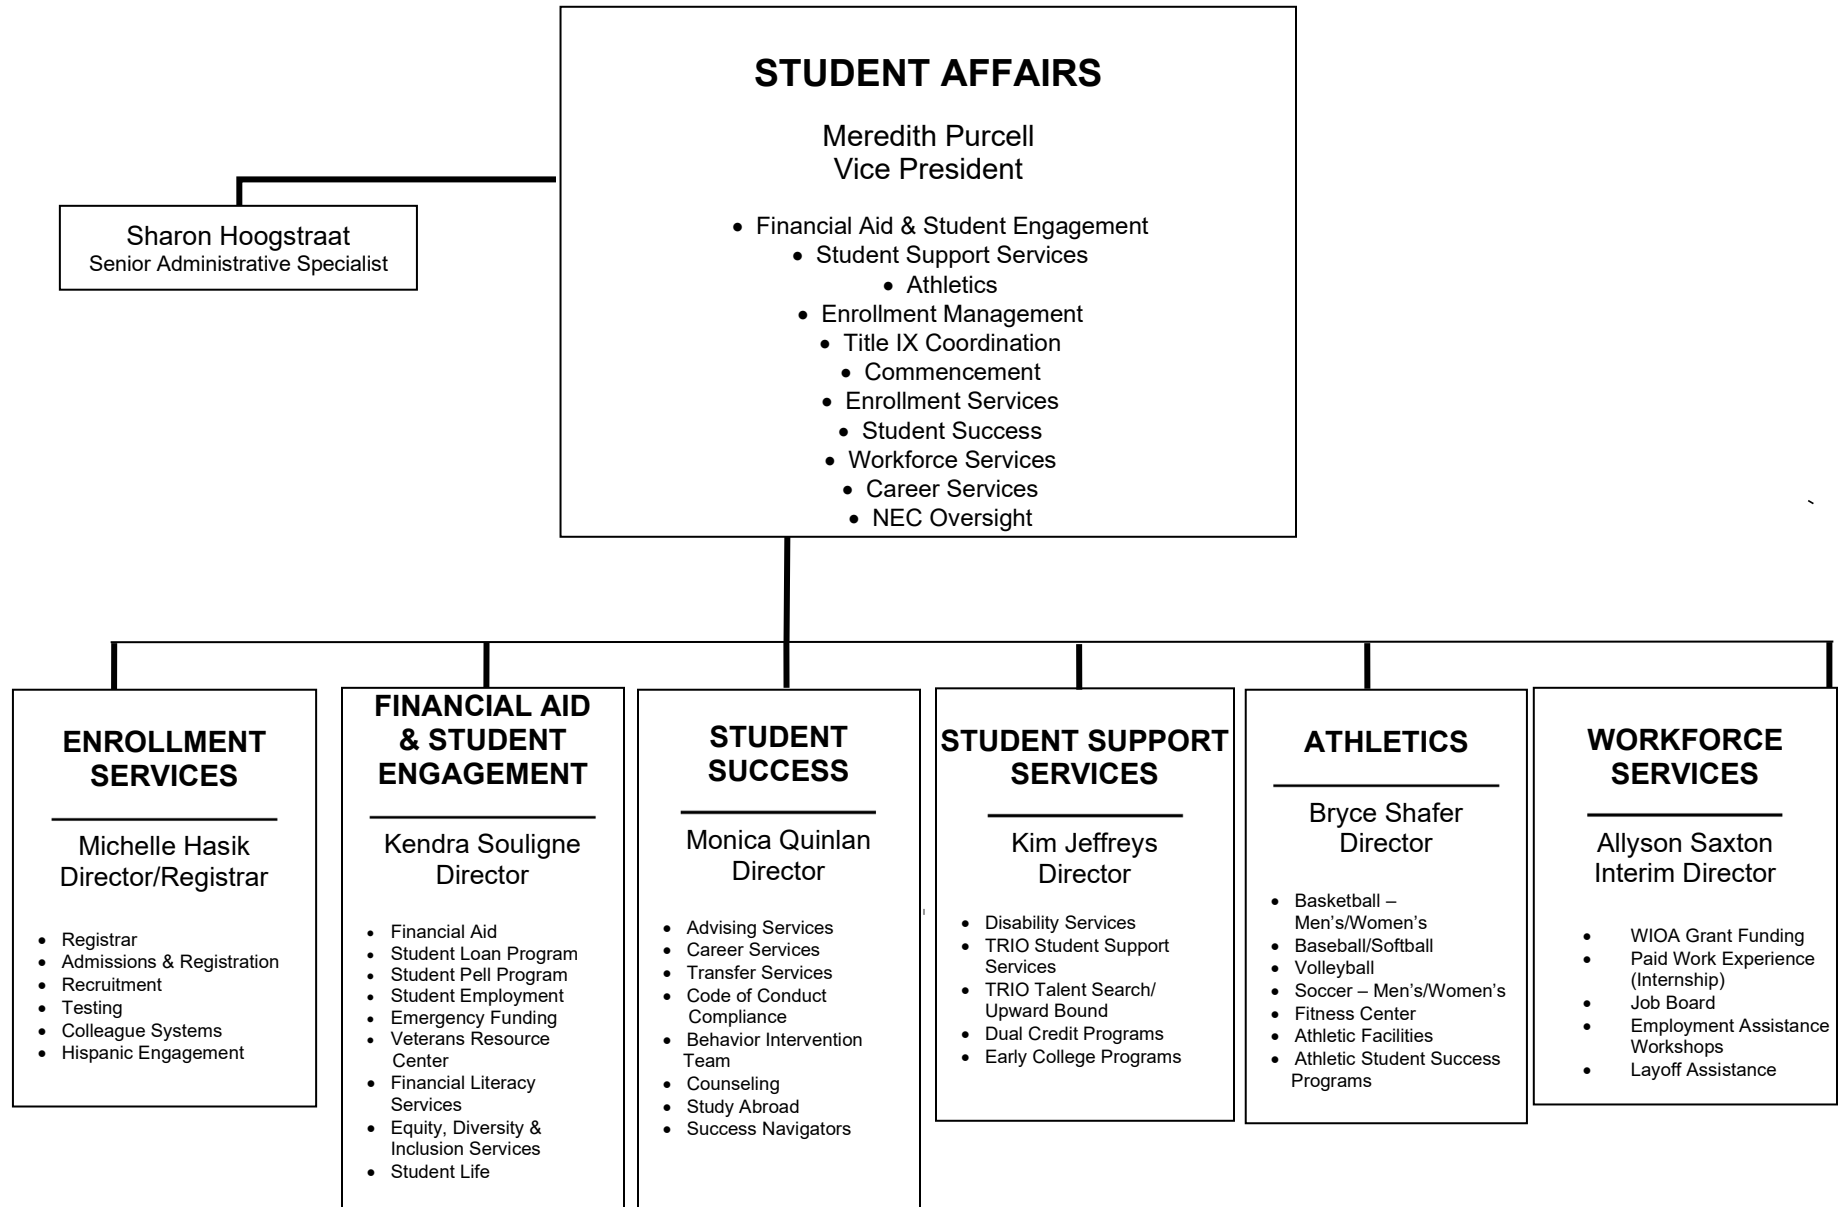 STUDENT AFFAIRS
Meredith Purcell
Vice President
• Financial Aid & Student Engagement
• Student Support Services
• Athletics
• Enrollment Management
• Title IX Coordination
• Commencement
• Enrollment Services
• Student Success
• Workforce Services
• Career Services
• NEC Oversight
Sharon Hoogstraat
Senior Administrative Specialist
ENROLLMENT
SERVICES
Michelle Hasik
Director/Registrar
• Registrar
• Admissions & Registration
• Recruitment
• Testing
• Colleague Systems
• Hispanic Engagement
FINANCIAL AID
& STUDENT
ENGAGEMENT
Kendra Souligne
Director
• Financial Aid
• Student Loan Program
• Student Pell Program
• Student Employment
• Emergency Funding
• Veterans Resource
Center
• Financial Literacy
Services
• Equity, Diversity &
Inclusion Services
• Student Life
STUDENT
SUCCESS
Monica Quinlan
Director
• Advising Services
• Career Services
• Transfer Services
• Code of Conduct
Compliance
• Behavior Intervention
Team
• Counseling
• Study Abroad
• Success Navigators
STUDENT SUPPORT
SERVICES
Kim Jeffreys
Director
• Disability Services
• TRIO Student Support
Services
• TRIO Talent Search/
Upward Bound
• Dual Credit Programs
• Early College Programs
ATHLETICS
Bryce Shafer
Director
• Basketball –
Men’s/Women’s
• Baseball/Softball
• Volleyball
• Soccer – Men’s/Women’s
• Fitness Center
• Athletic Facilities
• Athletic Student Success
Programs
WORKFORCE
SERVICES
Allyson Saxton
Interim Director
• WIOA Grant Funding
• Paid Work Experience
(Internship)
• Job Board
• Employment Assistance
Workshops
• Layoff Assistance